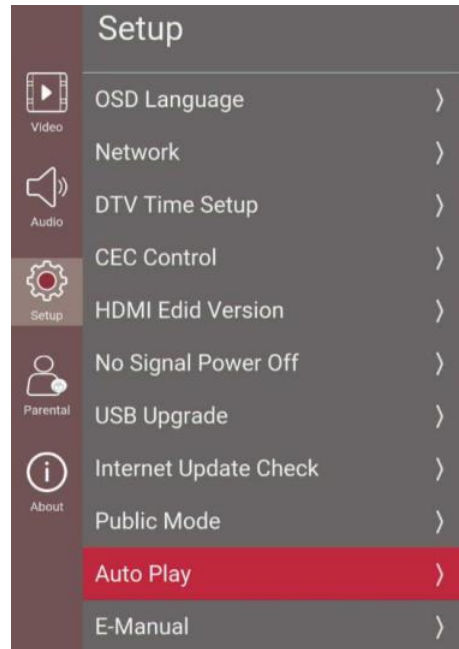 Setup
Video
Audio
Setup
Parental
About
OSD Language
Network
DTV Time Setup
CEC Control
HDMI Edid Version
No Signal Power Off
USB Upgrade
Internet Update Check
Public Mode
Auto Play
E-Manual